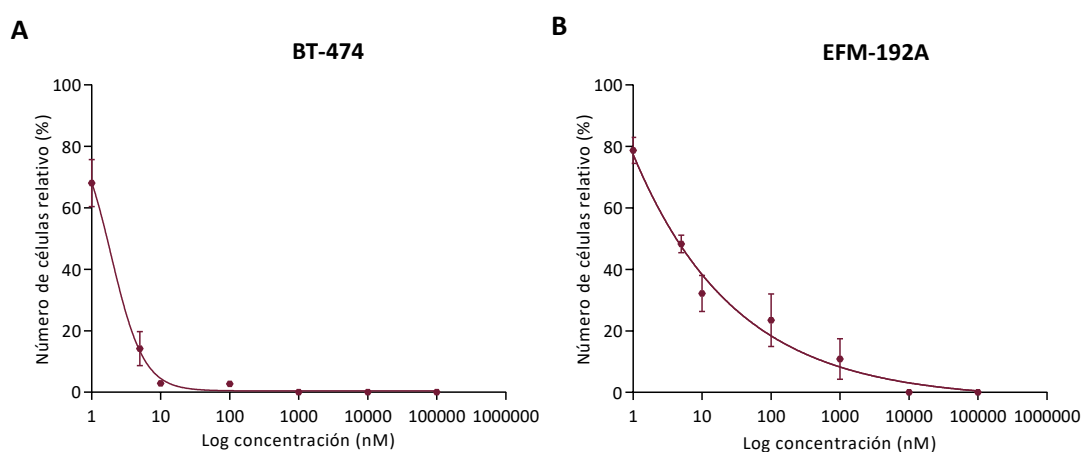 A
BT-474
Número de células relativo (%)
100
80
60
40
20
0
1 10 100 1000 10000 100000 1000000
Log concentración (nM)
B
EFM-192A
Número de células relativo (%)
100
80
60
40
20
0
1 10 100 1000 10000 100000 1000000
Log concentración (nM)